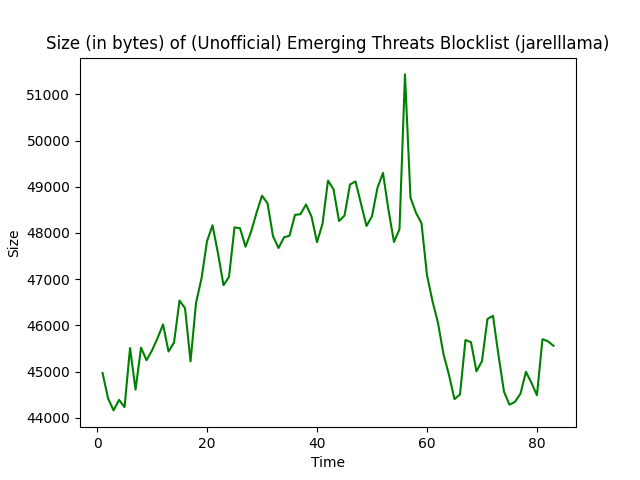 Size (in bytes) of (Unofficial) Emerging Threats Blocklist (jarelllama)
51000
50000
49000
48000
47000
46000
45000
44000
Size
0 20 40 60 80
Time